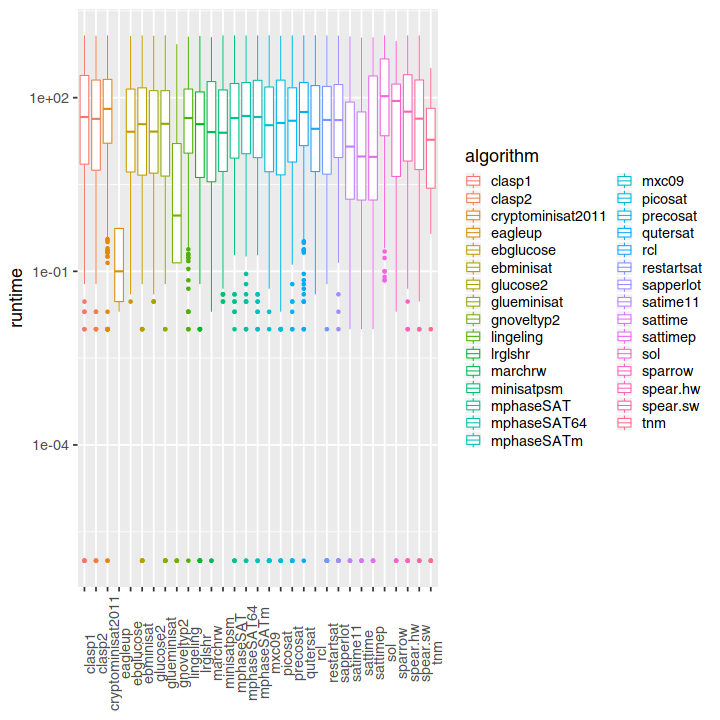 1e+02
1e-01
1e-04
runtime
clasp1
clasp2
cryptominisat2011
eagleup
ebglucose
ebminisat
glucose2
glueminisat
gnoveltyp2
lingeling
lrglshr
marchrw
minisatpsm
mphaseSAT
mphaseSAT64
mphaseSATm
mxc09
picosat
precosat
qutersat
rcl
restartsat
sapperlot
satime11
sattime
sattimep
sol
sparrow
spear.hw
spear.sw
tnm
algorithm
clasp1
clasp2
cryptominisat2011
eagleup
ebglucose
ebminisat
glucose2
glueminisat
gnoveltyp2
lingeling
lrglshr
marchrw
minisatpsm
mphaseSAT
mphaseSAT64
mphaseSATm
mxc09
picosat
precosat
qutersat
rcl
restartsat
sapperlot
satime11
sattime
sattimep
sol
sparrow
spear.hw
spear.sw
tnm